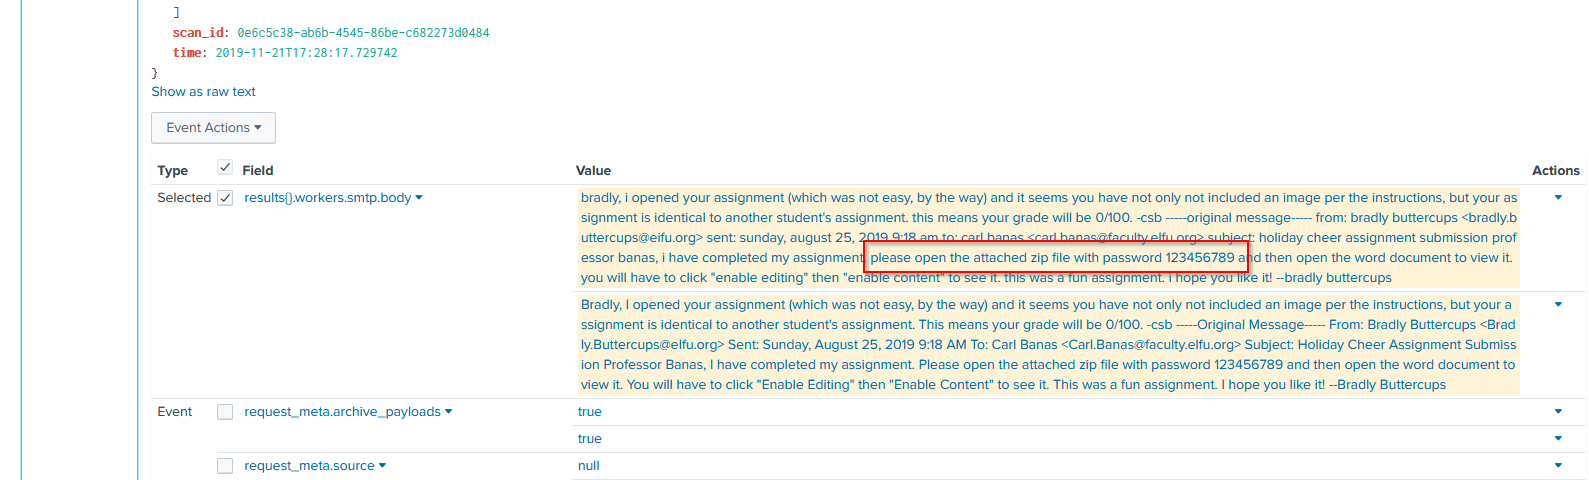 ]
scan_id: 0e6c5c38-ab6b-4545-86be-c682273d0484
time: 2019-11-21T17:28:17.729742
}
Show as raw text
Event Actions
Type Field Value Actions
Selected results{}.workers.smtp.body bradly, i opened your assignment (which was not easy, by the way) and it seems you have not only not included an image per the instructions, but your as
signment is identical to another student's assignment. this means your grade will be 0/100. -csb -----original message----- from: bradly buttercups <bradly.b
uttercups@eifu.org> sent: sunday, august 25, 2019 9:18 am to: carl banas <carl.banas@faculty.elfu.org> subject: holiday cheer assignment submission prof
essor banas, i have completed my assignment. please open the attached zip file with password 123456789 and then open the word document to view it.
you will have to click "enable editing" then "enable content" to see it. this was a fun assignment. i hope you like it! --bradly buttercups
Bradly, I opened your assignment (which was not easy, by the way) and it seems you have not only not included an image per the instructions, but your a
ssignment is identical to another student's assignment. This means your grade will be 0/100. -csb -----Original Message----- From: Bradly Buttercups <Brad
ly.Buttercups@eIfu.org> Sent: Sunday, August 25, 2019 9:18 AM To: Carl Banas <Carl.Banas@faculty.elfu.org> Subject: Holiday Cheer Assignment Submiss
ion Professor Banas, I have completed my assignment. Please open the attached zip file with password 123456789 and then open the word document to
view it. You will have to click "Enable Editing" then "Enable Content" to see it. This was a fun assignment. I hope you like it! --Bradly Buttercups
Event request_meta.archive_payloads true
true
request_meta.source null